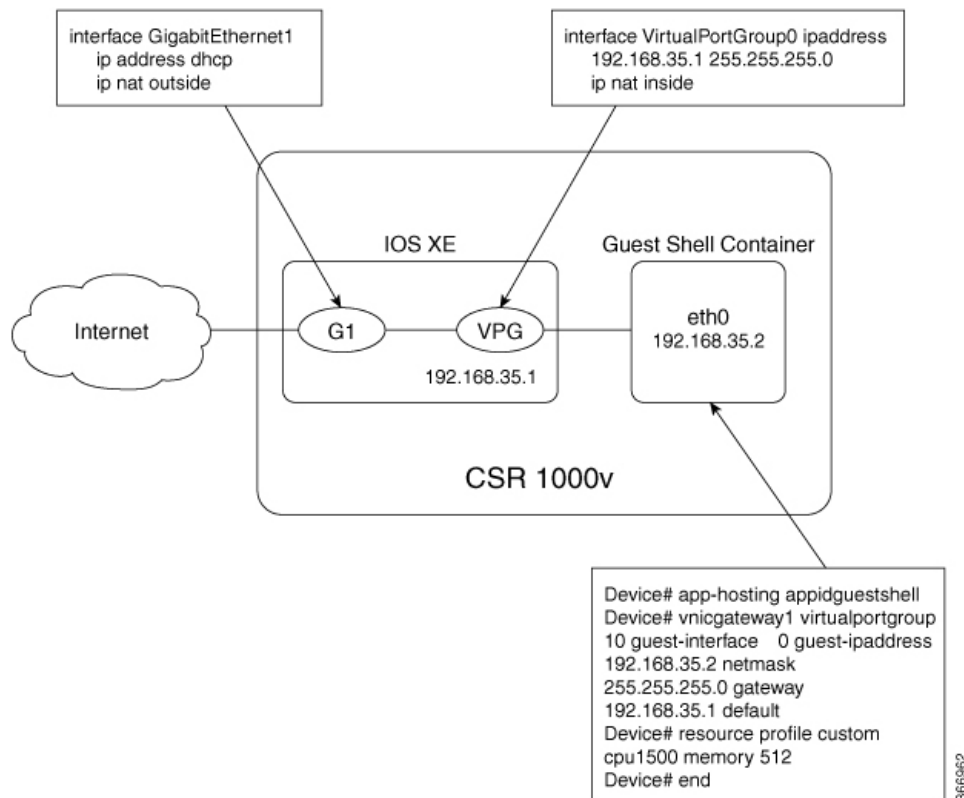 interface GigabitEthernet1
ip address dhcp
ip nat outside
interface VirtualPortGroup0 ipaddress
192.168.35.1 255.255.255.0
ip nat inside
IOS XE
Guest Shell Container
Internet
G1
VPG
192.168.35.1
eth0
192.168.35.2
CSR 1000v
Device# app-hosting appidguestshell
Device# vnicgateway1 virtualportgroup
10 guest-interface 0 guest-ipaddress
192.168.35.2 netmask
255.255.255.0 gateway
192.168.35.1 default
Device# resource profile custom
cpu1500 memory 512
Device# end
366962